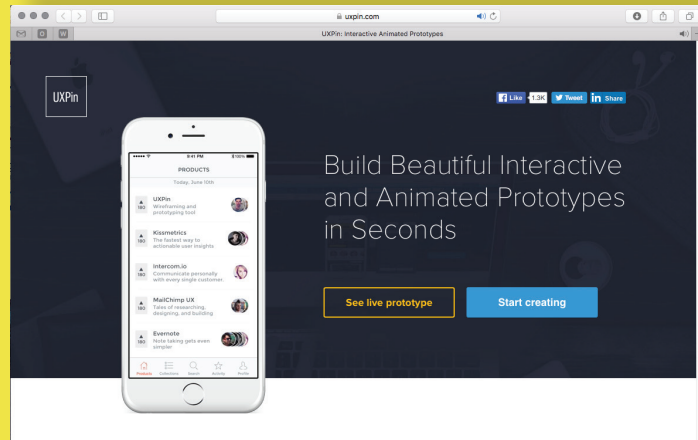 uxpin.com
UXPin: Interactive Animated Prototypes
O
W
UXPin
Like
1.3K
Tweet
in Share
9:41 PM
100%
PRODUCTS
Today, June 10th
180
UXPin
Wireframing and
prototyping tool
180
Kissmetrics
The fastest way to
actionable user insights
180
Intercom.io
Communicate personally
with every single customer.
180
MailChimp UX
Tales of researching,
designing, and building
180
Evernote
Note taking gets even
simpler
Products
Collections
Search
Activity
Profile
Build Beautiful Interactive
and Animated Prototypes
in Seconds
See live prototype
Start creating